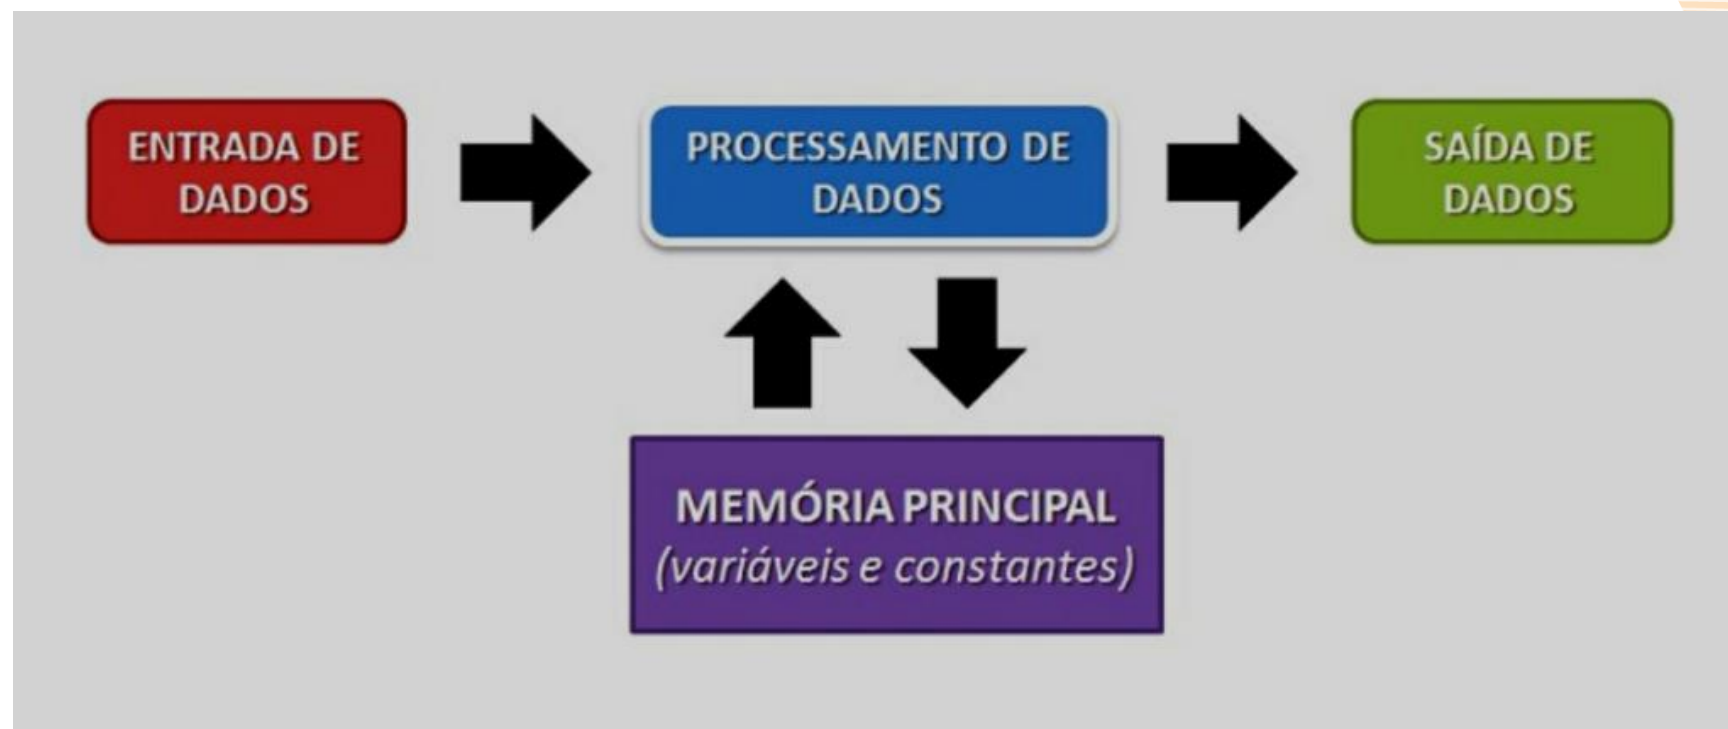 ENTRADA DE
DADOS
PROCESSAMENTO DE
DADOS
SAÍDA DE
DADOS
MEMÓRIA PRINCIPAL
(variáveis e constantes)